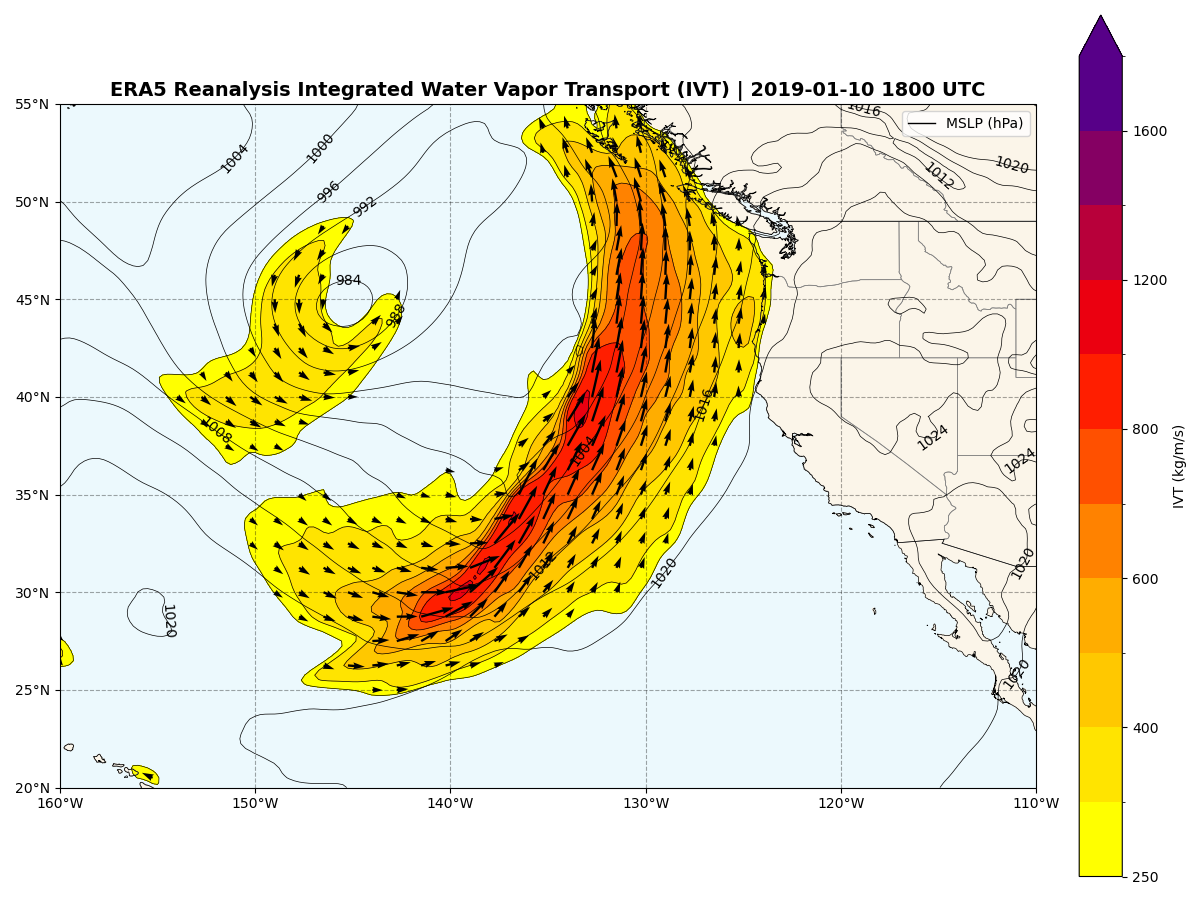 ERA5 Reanalysis Integrated Water Vapor Transport (IVT) | 2019-01-10 1800 UTC
MSLP (hPa)
55°N
50°N
45°N
40°N
35°N
30°N
25°N
20°N
160°W
150°W
140°W
130°W
120°W
110°W
1004
1000
996
992
984
988
1008
1016
1020
1012
1016
1004
1024
1024
1012
1020
1020
1020
1020
1600
1200
800
600
400
250
IVT (kg/m/s)